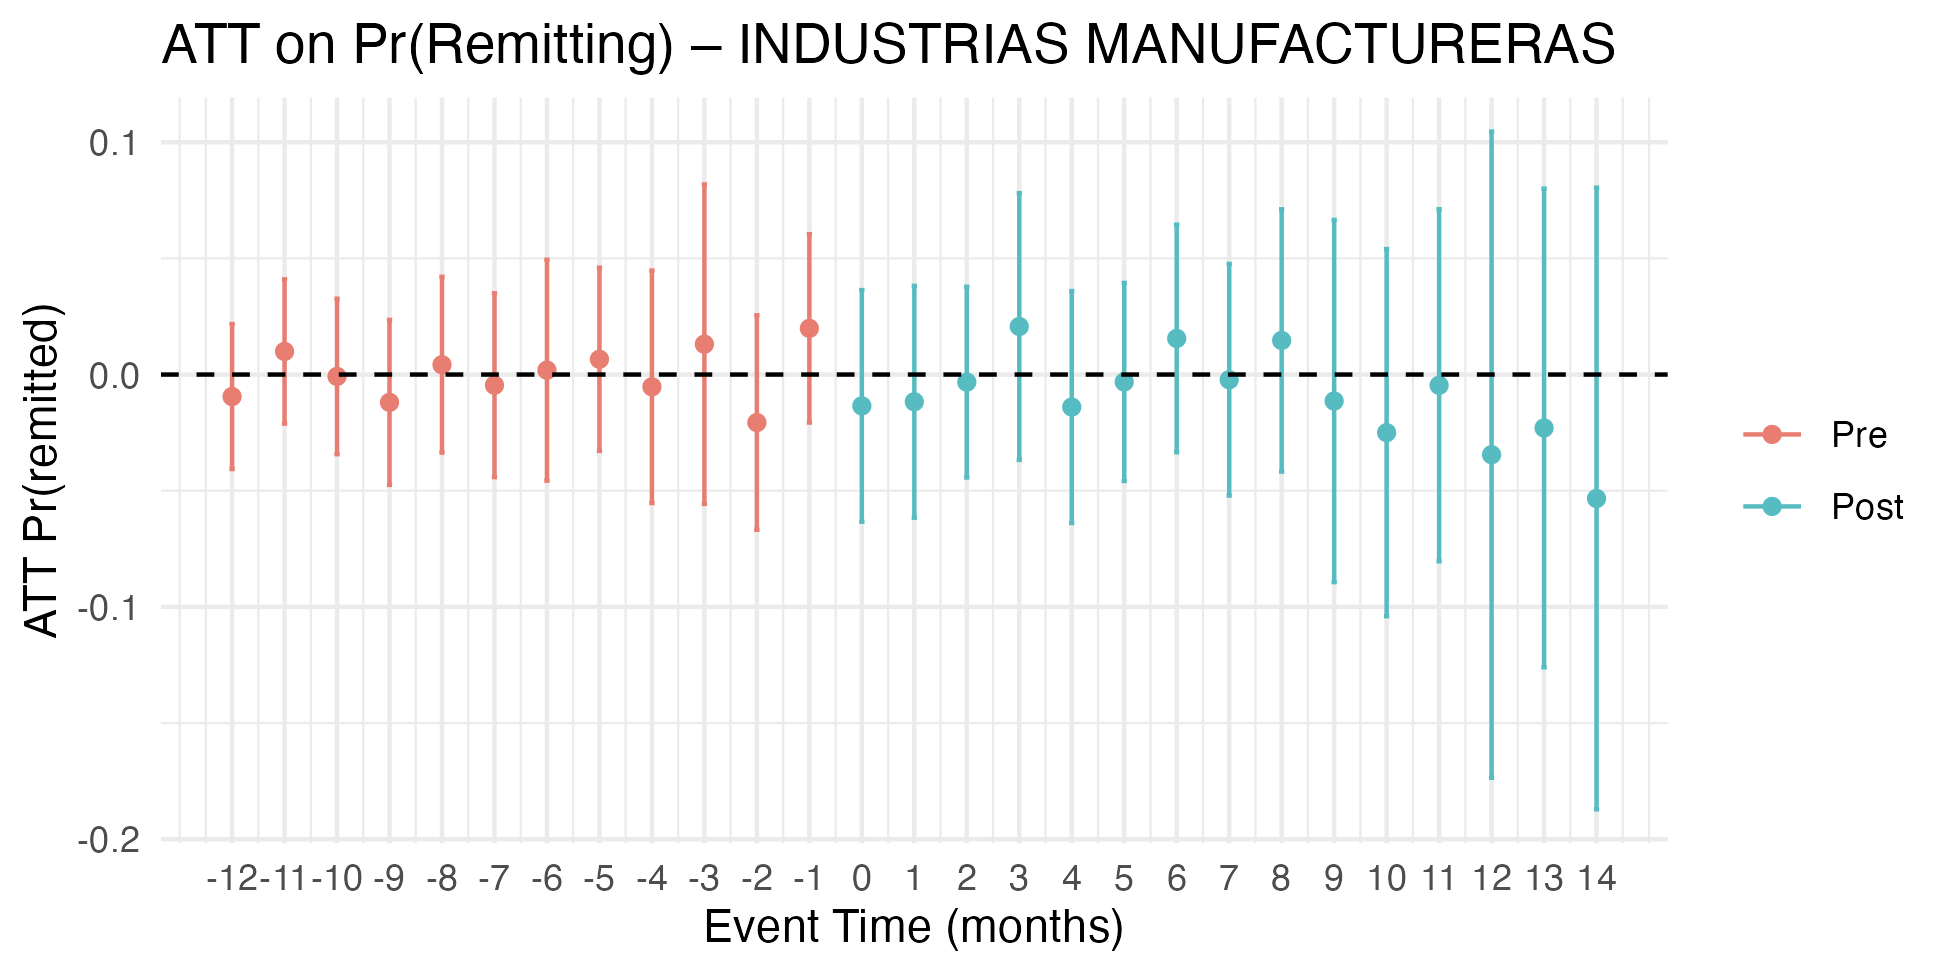 ATT on Pr(Remitting) – INDUSTRIAS MANUFACTURERAS
ATT Pr(remitted)
0.1
0.0
-0.1
-0.2
-12 -11 -10 -9 -8 -7 -6 -5 -4 -3 -2 -1 0 1 2 3 4 5 6 7 8 9 10 11 12 13 14
Event Time (months)
Pre
Post